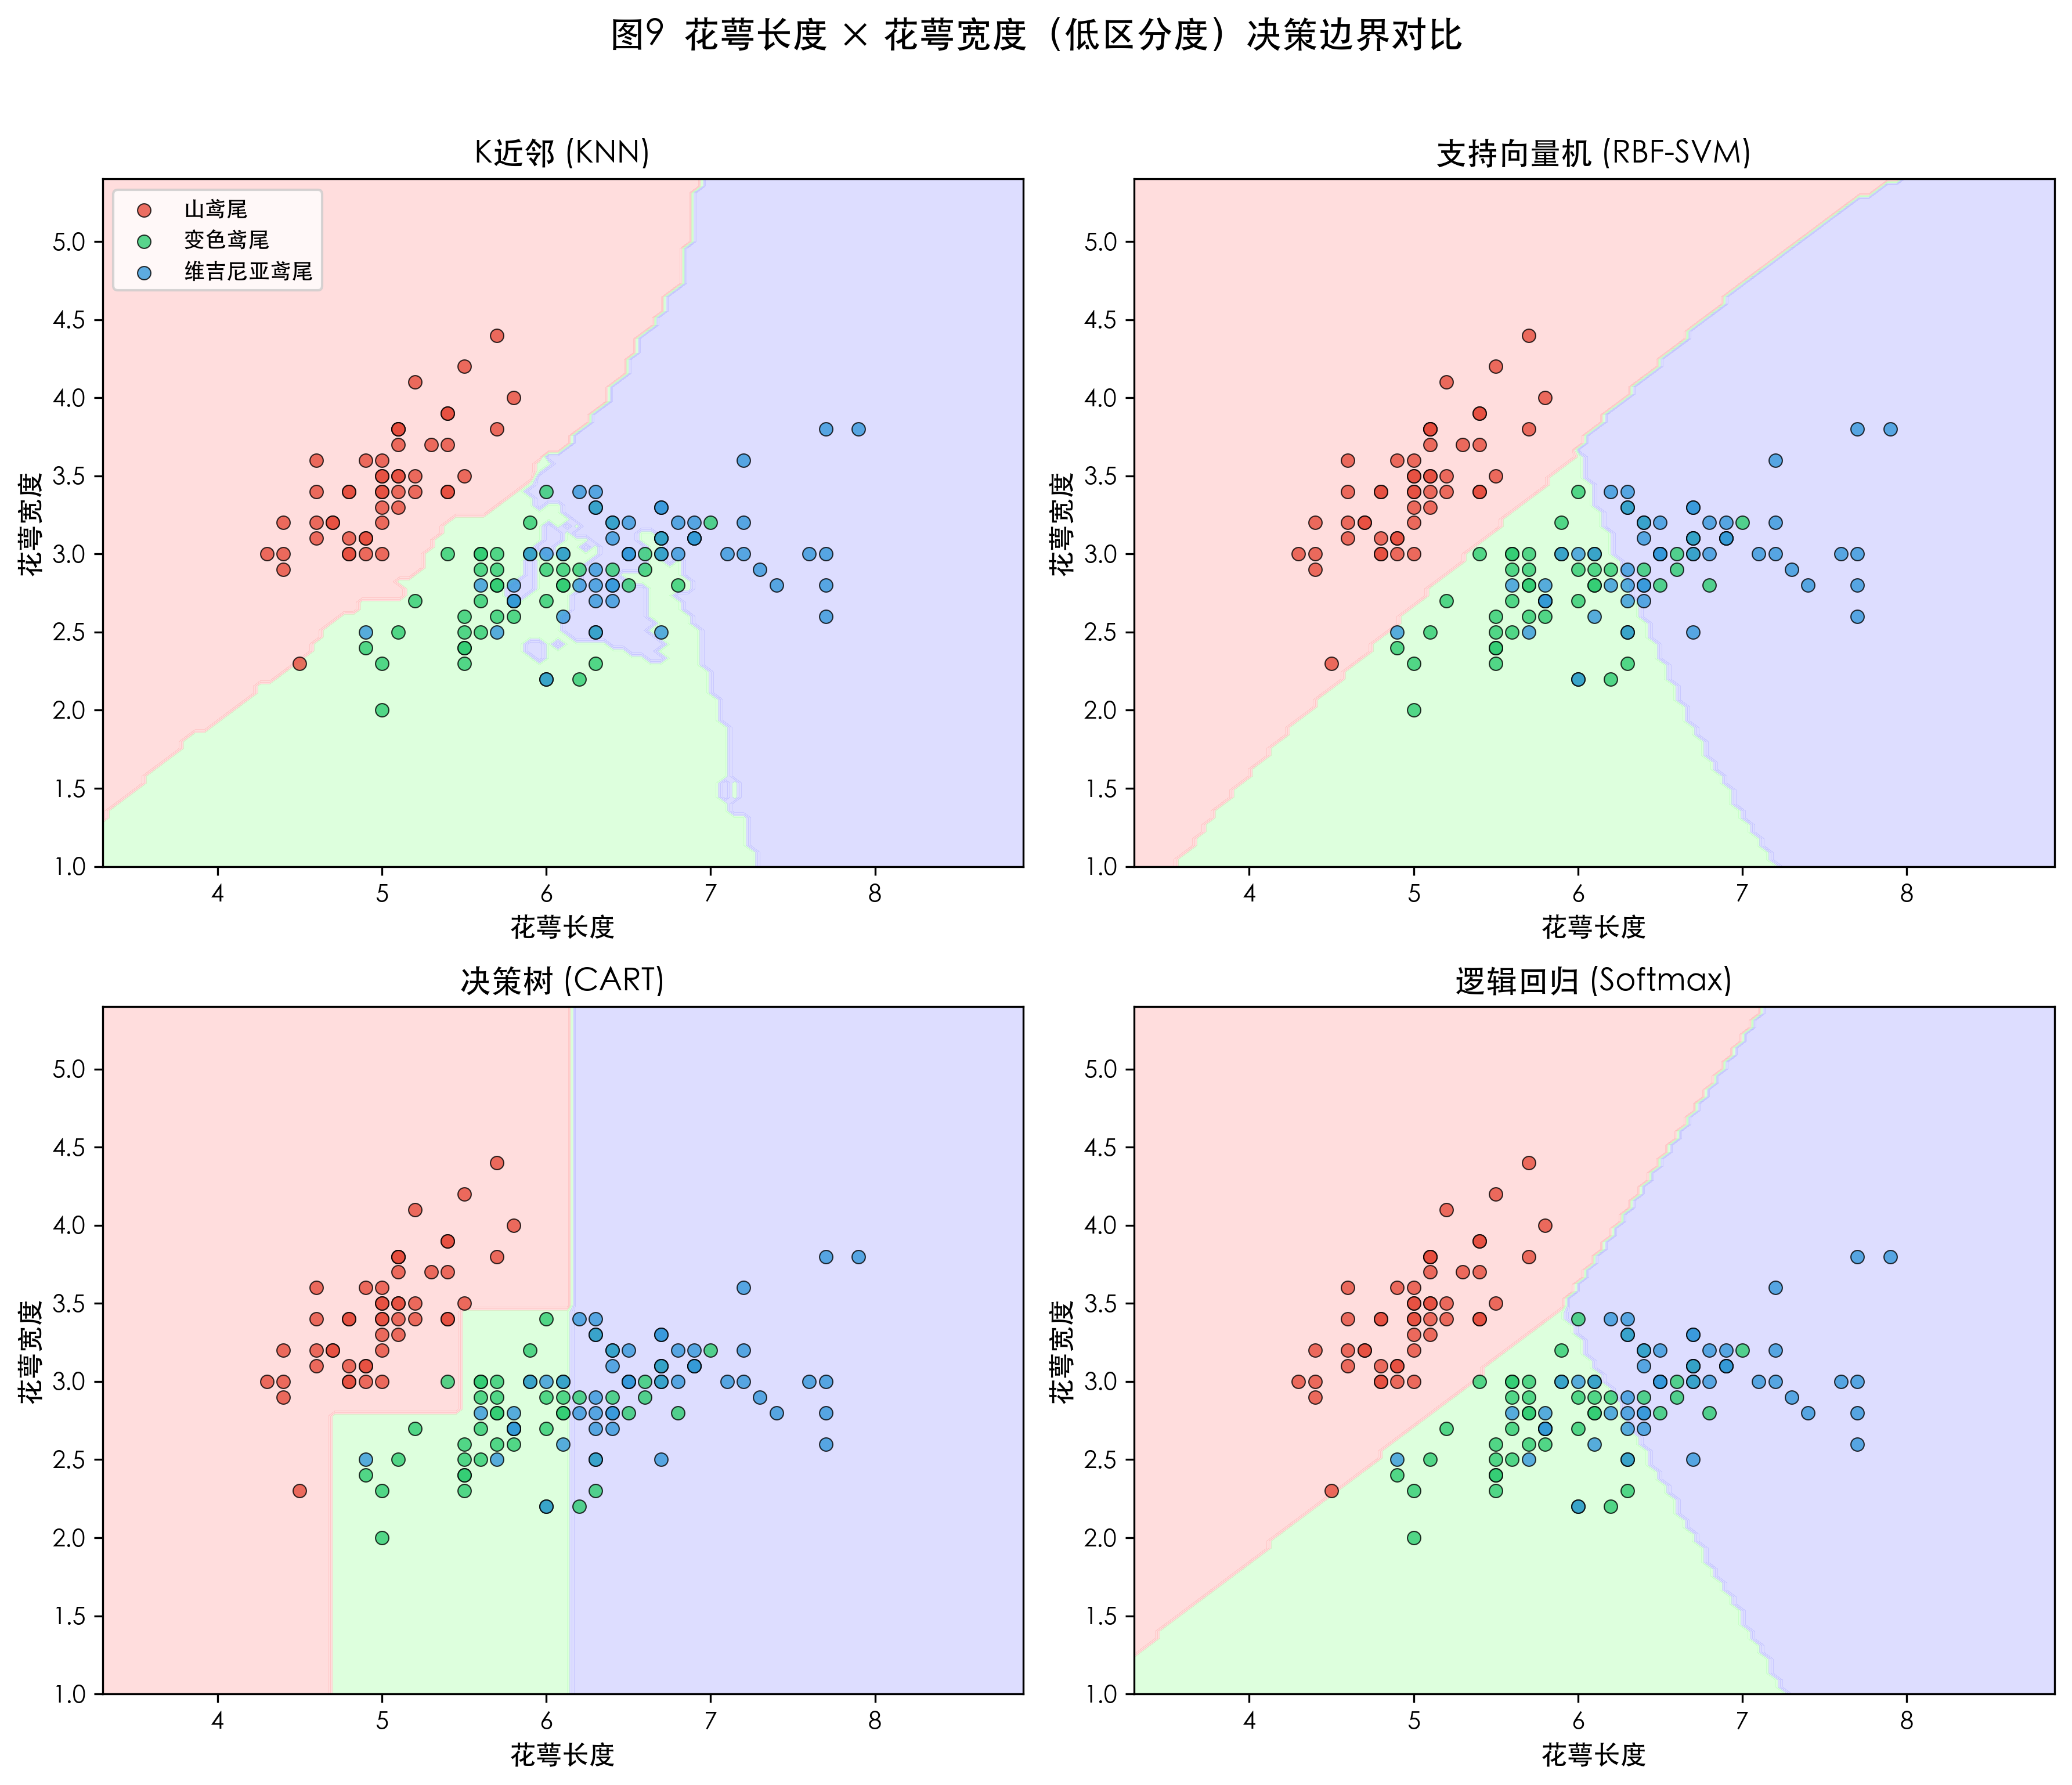 图9 花萼长度 × 花萼宽度（低区分度）决策边界对比
K近邻 (KNN)
山鸢尾
变色鸢尾
维吉尼亚鸢尾
5.0
4.5
4.0
3.5
3.0
2.5
2.0
1.5
1.0
花萼宽度
4 5 6 7 8
花萼长度
支持向量机 (RBF-SVM)
5.0
4.5
4.0
3.5
3.0
2.5
2.0
1.5
1.0
花萼宽度
4 5 6 7 8
花萼长度
决策树 (CART)
5.0
4.5
4.0
3.5
3.0
2.5
2.0
1.5
1.0
花萼宽度
4 5 6 7 8
花萼长度
逻辑回归 (Softmax)
5.0
4.5
4.0
3.5
3.0
2.5
2.0
1.5
1.0
花萼宽度
4 5 6 7 8
花萼长度